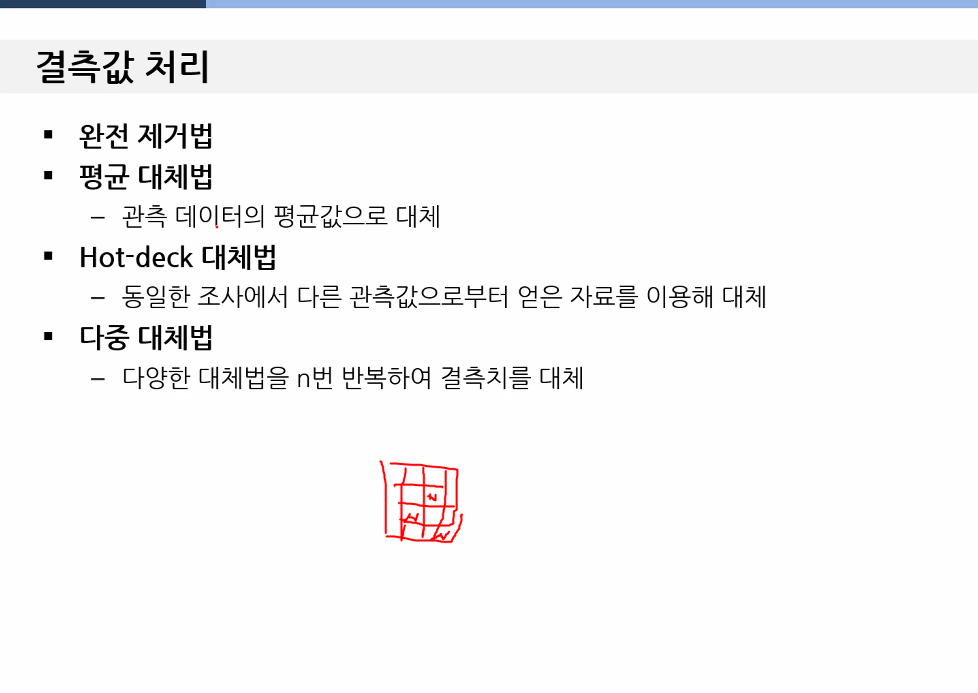 결측값 처리
▪ 완전 제거법
▪ 평균 대체법
– 관측 데이터의 평균값으로 대체
▪ Hot-deck 대체법
– 동일한 조사에서 다른 관측값으로부터 얻은 자료를 이용해 대체
▪ 다중 대체법
– 다양한 대체법을 n번 반복하여 결측치를 대체